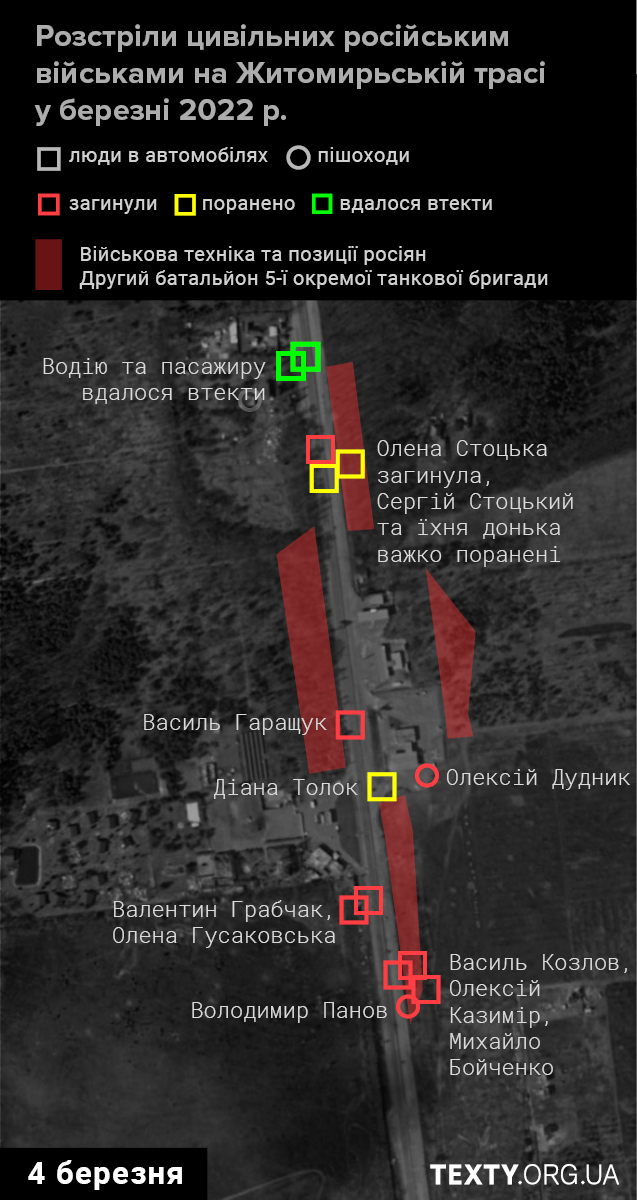 Розстріли цивільних російським
військами на Житомирьській трасі
у березні 2022 р.
люди в автомобілях пішоходи
загинули поранено вдалося втекти
Військова техніка та позиції росіян
Другий батальйон 5-ї окремої танкової бригади
Водію та пасажиру
вдалося втекти
Олена Стоцька
загинула,
Сергій Стоцький
та їхня донька
важко поранені
Василь Гаращук
Олексій Дудник
Діана Толок
Валентин Грабчак,
Олена Гусаковська
Василь Козлов,
Олексій
Казимір,
Михайло
Бойченко
Володимир Панов
4 березня
TEXTY.ORG.UA